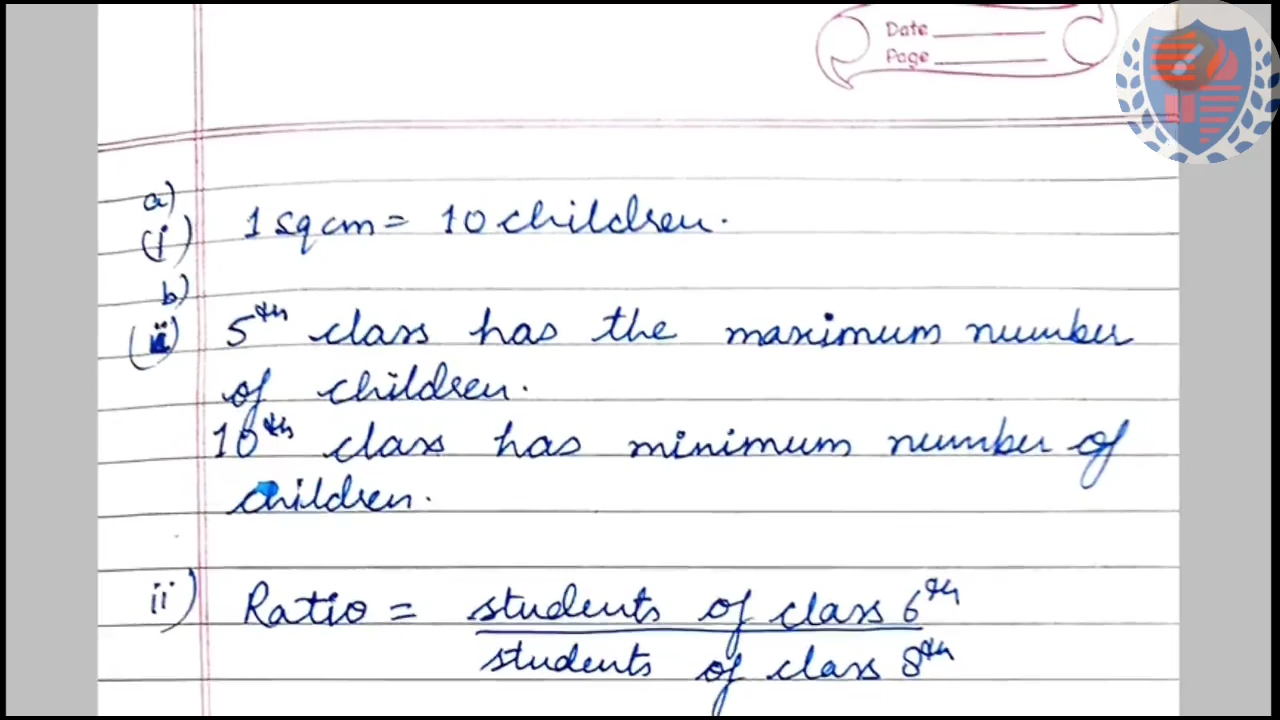 Date
Page
a)
(i) 1 sq cm = 10 children.
b)
(ii) 5th class has the maximum number
of children.
10th class has minimum number of
children.
ii) Ratio = students of class 6th
students of class 8th